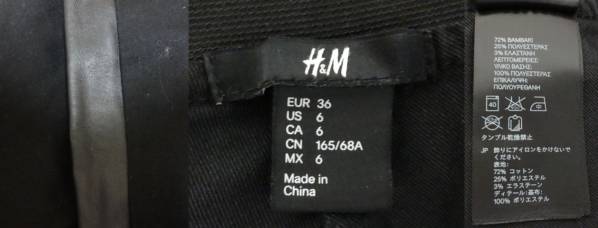 H&M
EUR 36
US 6
CA 6
CN 165/68A
MX 6
Made in
China
72% ΒΑΜΒΑΚΙ
25% ΠΟΛΥΕΣΤΕΡΑΣ
3% ΕΛΑΣΤΑΝΗ
ΛΕΠΤΟΜΕΡΕΙΕΣ:
ΥΛΙΚΟ ΒΑΣΗΣ:
100% ΠΟΛΥΕΣΤΕΡΑΣ
ΕΠΙΚΑΛΥΨΗ:
ΠΟΛΥΟΥΡΕΘΑΝΗ
40
タンブル乾燥禁止
JP 飾りにアイロンをかけないで
ください。
表地:
72% コットン
25% ポリエステル
3% エラステーン
ディテール(基布):
100% ポリエステル